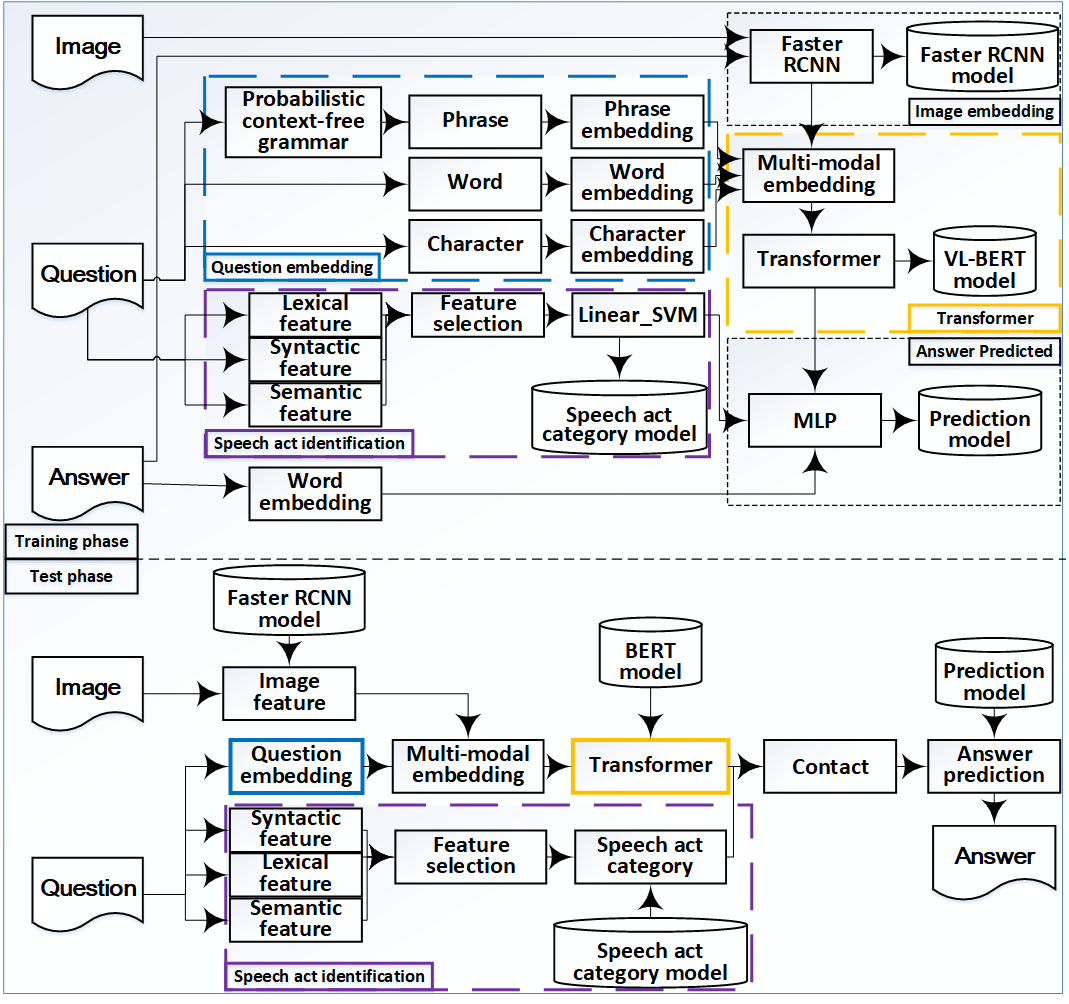 Image
Faster
RCNN
Faster RCNN
model
Image embedding
Probabilistic
context-free
grammar
Phrase
Phrase
embedding
Word
Word
embedding
Multi-modal
embedding
Character
Character
embedding
Question
Question embedding
Transformer
VL-BERT
model
Transformer
Lexical
feature
Syntactic
feature
Semantic
feature
Feature
selection
Linear_SVM
Speech act
category model
Speech act identification
Answer Predicted
MLP
Prediction
model
Answer
Word
embedding
Training phase
Test phase
Faster RCNN
model
BERT
model
Prediction
model
Image
Image
feature
Question
embedding
Multi-modal
embedding
Transformer
Contact
Answer
prediction
Syntactic
feature
Lexical
feature
Semantic
feature
Feature
selection
Speech act
category
Answer
Question
Speech act
category model
Speech act identification